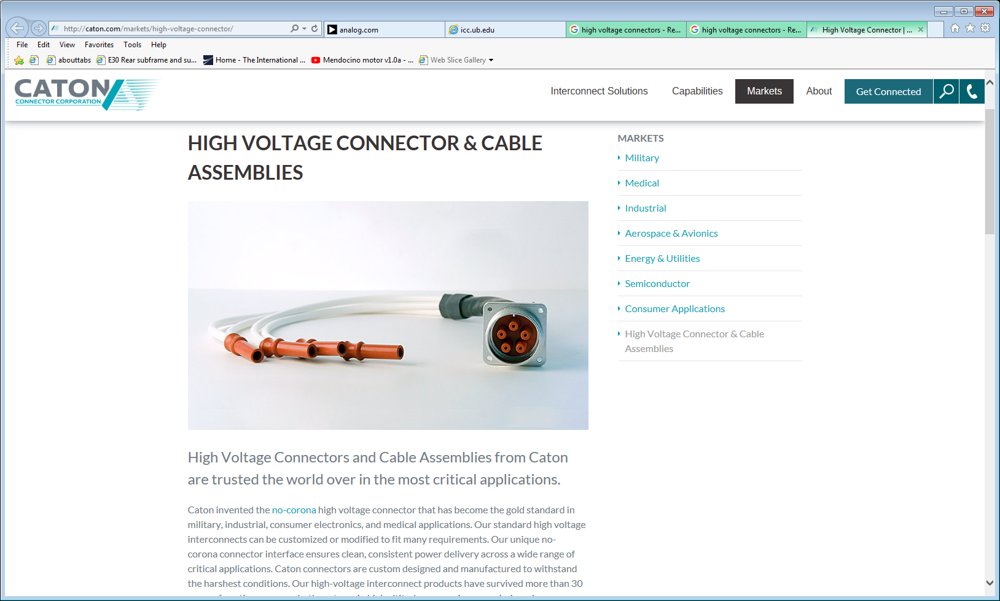 http://caton.com/markets/high-voltage-connector/
analog.com
icc.ub.edu
high voltage connectors - Re...
high voltage connectors - Re...
High Voltage Connector | ...
File Edit View Favorites Tools Help
abouttabs
E30 Rear subframe and su...
Home - The International ...
Mendocino motor v1.0a - ...
Web Slice Gallery
CATON
CONNECTOR CORPORATION
Interconnect Solutions
Capabilities
Markets
About
Get Connected
HIGH VOLTAGE CONNECTOR & CABLE
ASSEMBLIES
High Voltage Connectors and Cable Assemblies from Caton
are trusted the world over in the most critical applications.
Caton invented the no-corona high voltage connector that has become the gold standard in
military, industrial, consumer electronics, and medical applications. Our standard high voltage
interconnects can be customized or modified to fit many requirements. Our unique no-
corona connector interface ensures clean, consistent power delivery across a wide range of
critical applications. Caton connectors are custom designed and manufactured to withstand
the harshest conditions. Our high-voltage interconnect products have survived more than 30
MARKETS
Military
Medical
Industrial
Aerospace & Avionics
Energy & Utilities
Semiconductor
Consumer Applications
High Voltage Connector & Cable
Assemblies